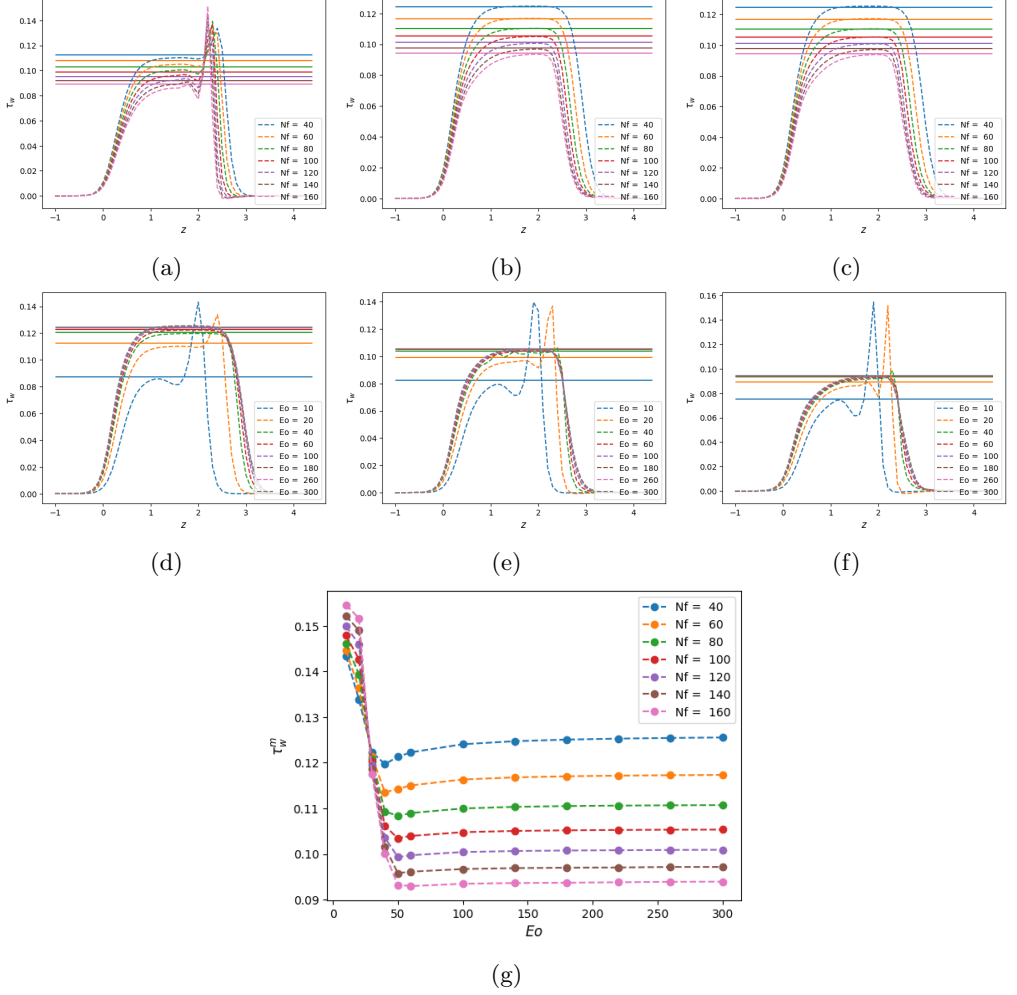 0.14
0.12
0.10
0.08
0.06
0.04
0.02
0.00
τw
−1 0 1 2 3 4
z
Nf = 40
Nf = 60
Nf = 80
Nf = 100
Nf = 120
Nf = 140
Nf = 160
(a)
0.12
0.10
0.08
0.06
0.04
0.02
0.00
τw
−1 0 1 2 3 4
z
Nf = 40
Nf = 60
Nf = 80
Nf = 100
Nf = 120
Nf = 140
Nf = 160
(b)
0.12
0.10
0.08
0.06
0.04
0.02
0.00
τw
−1 0 1 2 3 4
z
Nf = 40
Nf = 60
Nf = 80
Nf = 100
Nf = 120
Nf = 140
Nf = 160
(c)
0.14
0.12
0.10
0.08
0.06
0.04
0.02
0.00
τw
−1 0 1 2 3 4
z
Eo = 10
Eo = 20
Eo = 40
Eo = 60
Eo = 100
Eo = 180
Eo = 260
Eo = 300
(d)
0.14
0.12
0.10
0.08
0.06
0.04
0.02
0.00
τw
−1 0 1 2 3 4
z
Eo = 10
Eo = 20
Eo = 40
Eo = 60
Eo = 100
Eo = 180
Eo = 260
Eo = 300
(e)
0.16
0.14
0.12
0.10
0.08
0.06
0.04
0.02
0.00
τw
−1 0 1 2 3 4
z
Eo = 10
Eo = 20
Eo = 40
Eo = 60
Eo = 100
Eo = 180
Eo = 260
Eo = 300
(f)
0.15
0.14
0.13
0.12
0.11
0.10
0.09
τwm
0 50 100 150 200 250 300
Eo
Nf = 40
Nf = 60
Nf = 80
Nf = 100
Nf = 120
Nf = 140
Nf = 160
(g)